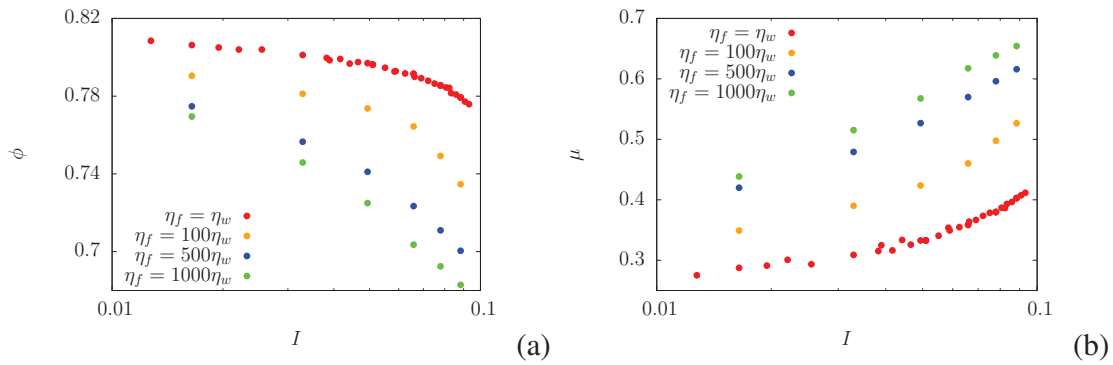 0.82
0.78
0.74
0.7
ϕ
η_f = η_w
η_f = 100η_w
η_f = 500η_w
η_f = 1000η_w
0.01
0.1
I
(a)
0.7
0.6
0.5
0.4
0.3
μ
η_f = η_w
η_f = 100η_w
η_f = 500η_w
η_f = 1000η_w
0.01
0.1
I
(b)